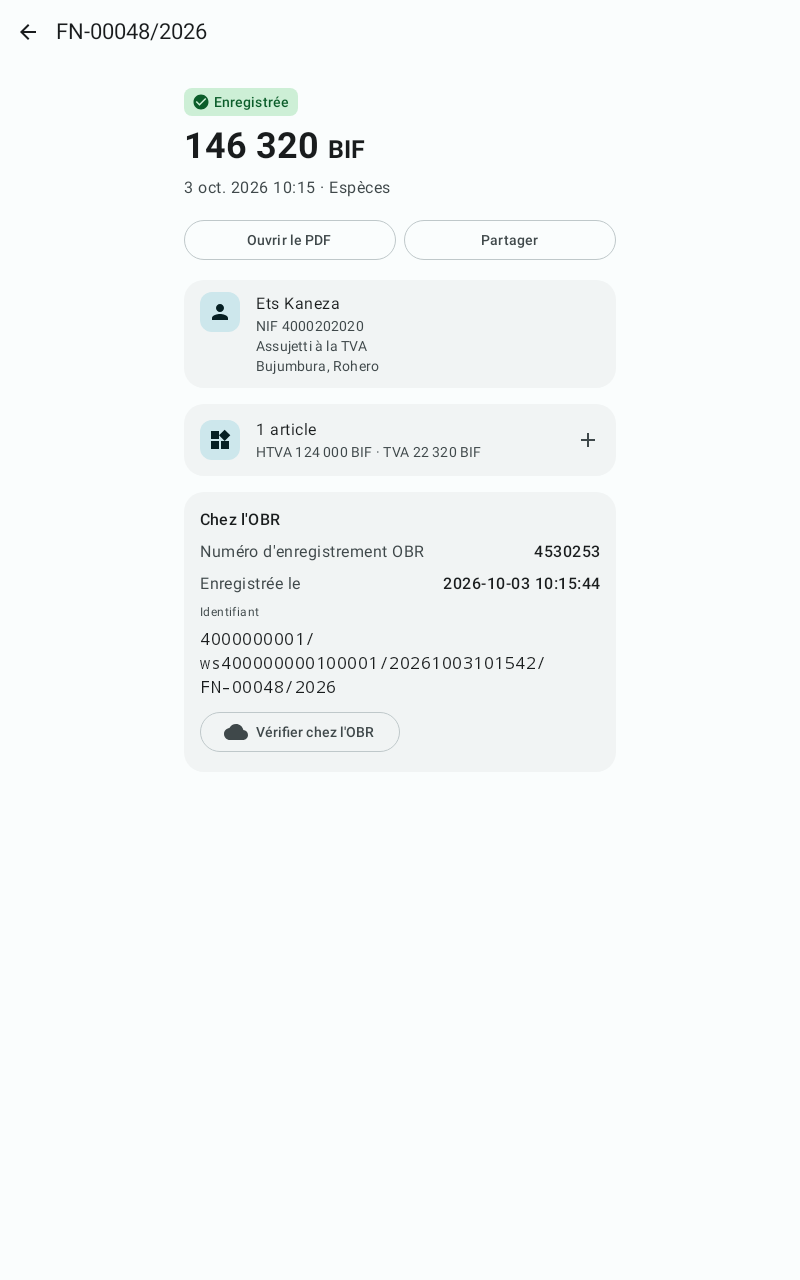 FN-00048/2026
Enregistrée
146 320 BIF
3 oct. 2026 10:15 · Espèces
Ouvrir le PDF
Partager
Ets Kaneza
NIF 4000202020
Assujetti à la TVA
Bujumbura, Rohero
1 article
HTVA 124 000 BIF · TVA 22 320 BIF
Chez l'OBR
Numéro d'enregistrement OBR 4530253
Enregistrée le 2026-10-03 10:15:44
Identifiant
4000000001/
ws400000000100001/20261003101542/
FN-00048/2026
Vérifier chez l'OBR